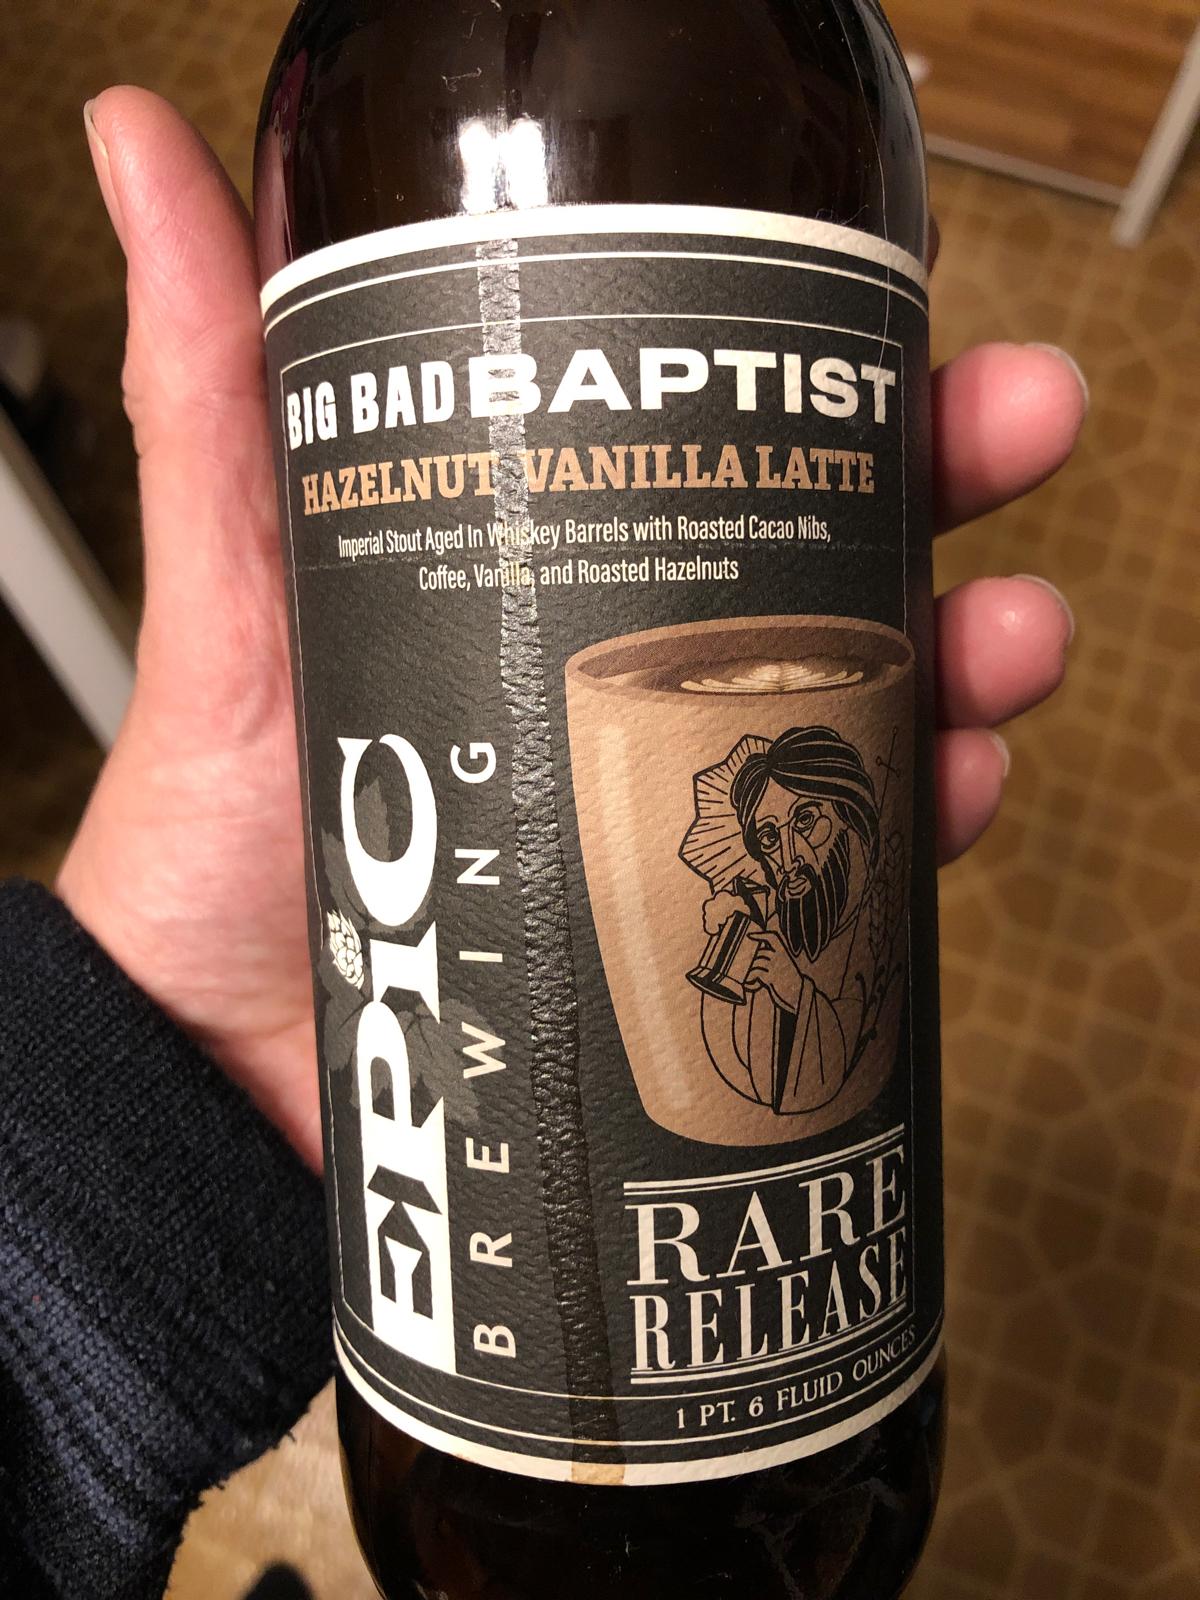 BIG BAD BAPTIST
HAZELNUT VANILLA LATTE
Imperial Stout Aged In Whiskey Barrels with Roasted Cacao Nibs,
Coffee, Vanilla, and Roasted Hazelnuts
EPIC
BREWING
RARE
RELEASE
1 PT. 6 FLUID OUNCES